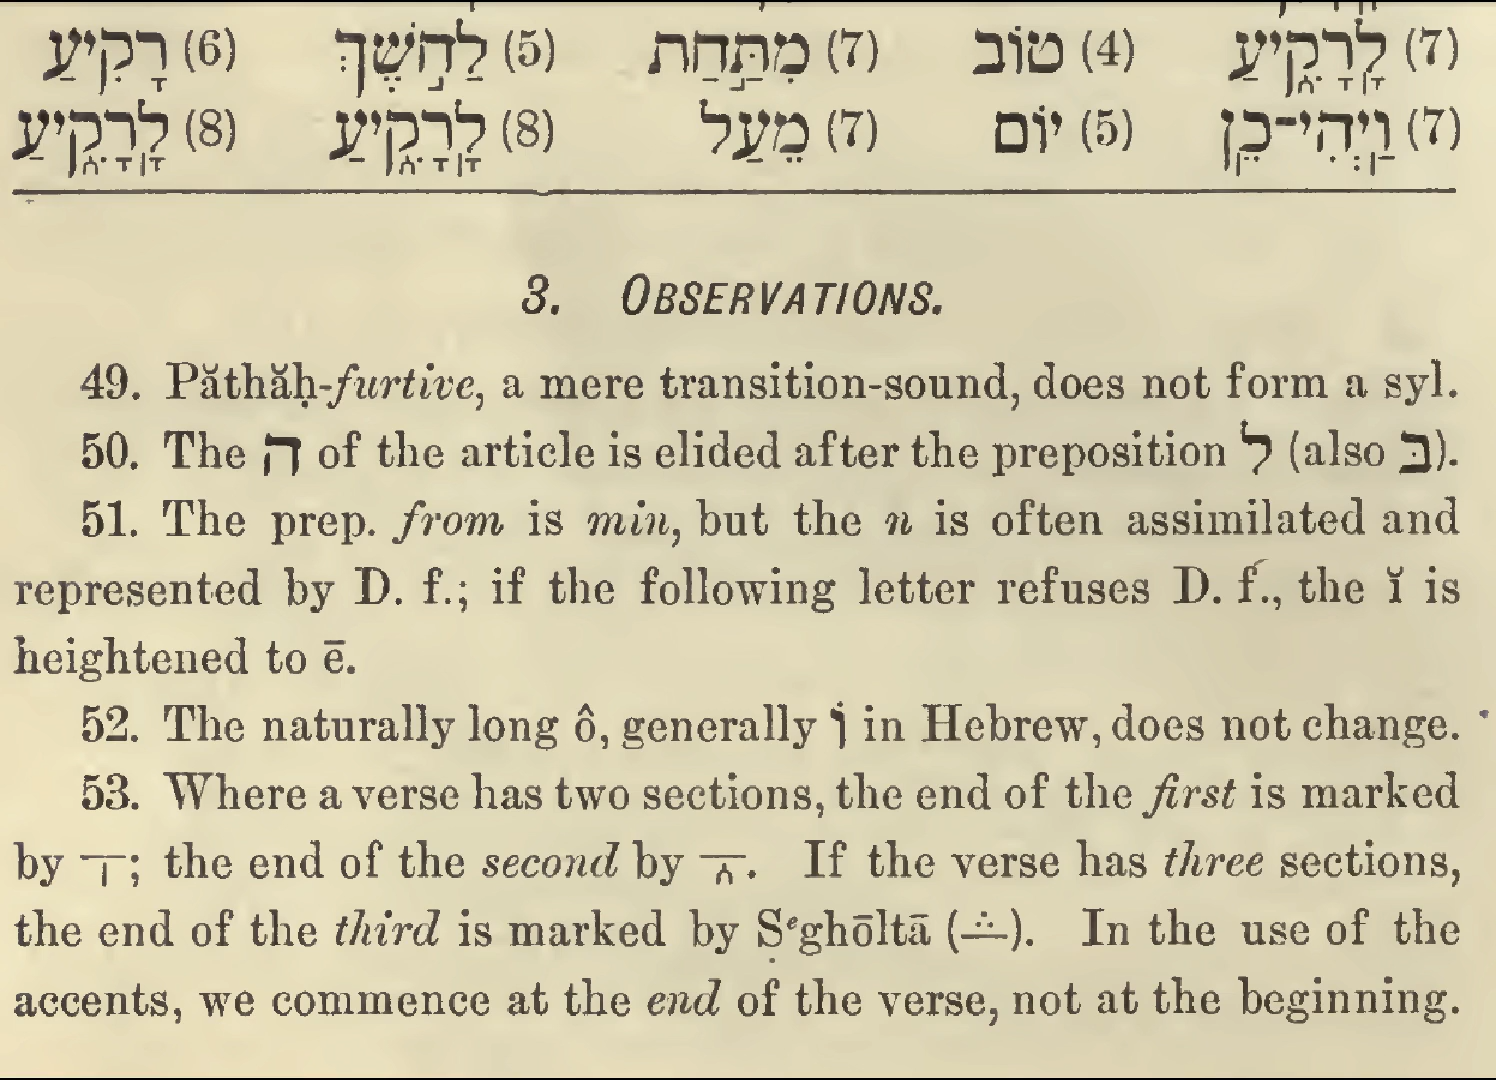 (7) לָרָקִיעַ (4) טוֹב (7) מִתַּחַת (5) לַחֹשֶׁךְ (6) רָקִיעַ
(7) וַיְהִי־כֵן (5) יוֹם (7) מֵעַל (8) לָרָקִיעַ (8) לָרָקִיעַ
3. OBSERVATIONS.
49. Păthăḥ-furtive, a mere transition-sound, does not form a syl.
50. The ה of the article is elided after the preposition לְ (also בְּ).
51. The prep. from is min, but the n is often assimilated and
represented by D. f.; if the following letter refuses D. f., the ĭ is
heightened to ē.
52. The naturally long ô, generally וֹ in Hebrew, does not change.
53. Where a verse has two sections, the end of the first is marked
by ―ֽ; the end of the second by ―֑. If the verse has three sections,
the end of the third is marked by Sᵉghōltā (―֒). In the use of the
accents, we commence at the end of the verse, not at the beginning.